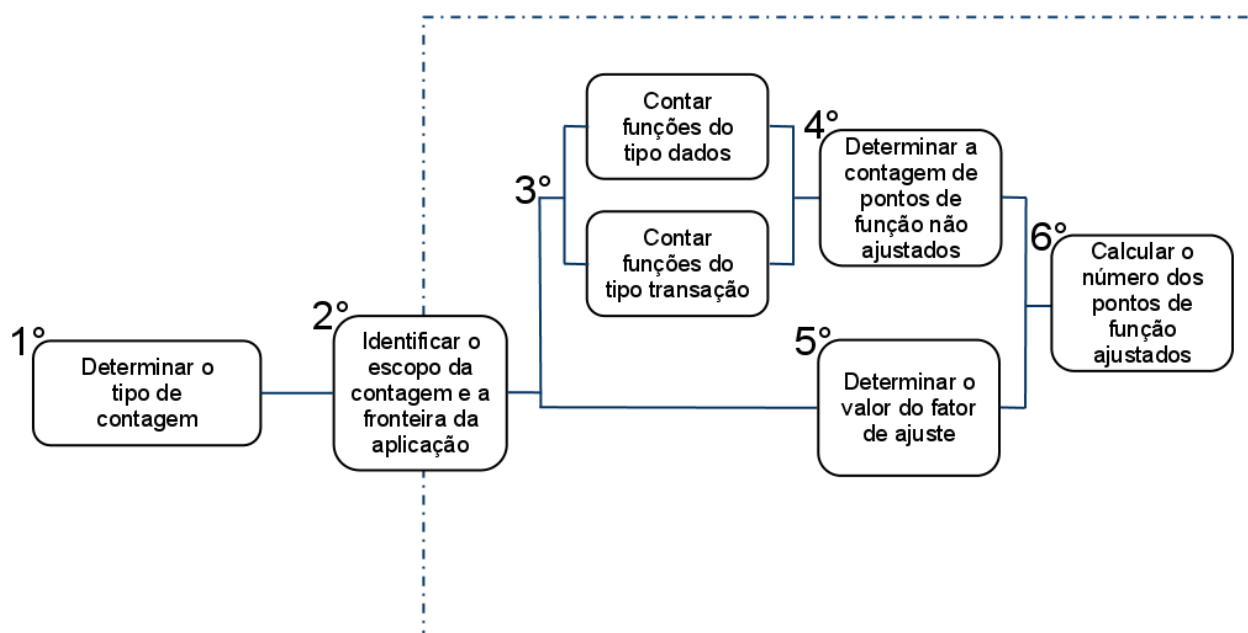 1°
Determinar o
tipo de
contagem
2°
Identificar o
escopo da
contagem e a
fronteira da
aplicação
3°
Contar
funções do
tipo dados
Contar
funções do
tipo transação
4°
Determinar a
contagem de
pontos de
função não
ajustados
5°
Determinar o
valor do fator
de ajuste
6°
Calcular o
número dos
pontos de
função
ajustados